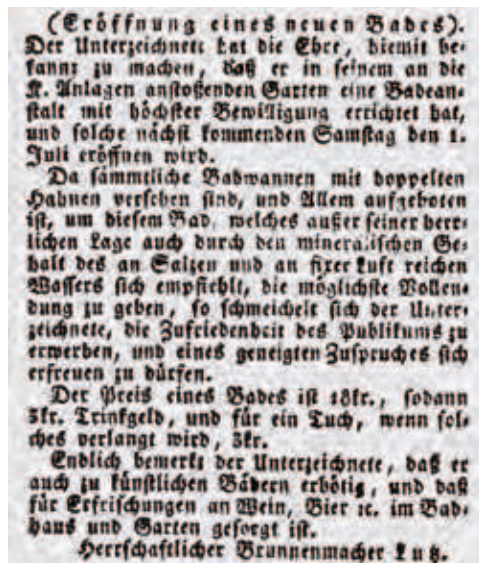 (Eröffnung eines neuen Bades).
Der Unterzeichnete hat die Ehre, hiemit be-
kannt zu machen, daß er in seinem an die
K. Anlagen anstoßenden Garten eine Badean-
stalt mit höchster Bewilligung errichtet hat,
und solche nächst kommenden Samstag den 1.
Juli eröffnen wird.
Da sämmtliche Badwannen mit doppelten
Hahnen versehen sind, und Allem aufgeboten
ist, um diesem Bad, welches außer seiner herr-
lichen Lage auch durch den mineralischen Ge-
halt des an Salzen und an fixer Luft reichen
Wassers sich empfiehlt, die möglichste Vollen-
dung zu geben, so schmeichelt sich der Unter-
zeichnete, die Zufriedenheit des Publikums zu
erwerben, und eines geneigten Zuspruches sich
erfreuen zu dürfen.
Der Preis eines Bades ist 18kr., sodann
3kr. Trinkgeld, und für ein Tuch, wenn sol-
ches verlangt wird, 3kr.
Endlich bemerkt der Unterzeichnete, daß er
auch zu künstlichen Bädern erbötig, und daß
für Erfrischungen an Wein, Bier ꝛc. im Bad-
haus und Garten gesorgt ist.
Herrschaftlicher Brunnenmacher Lutz.